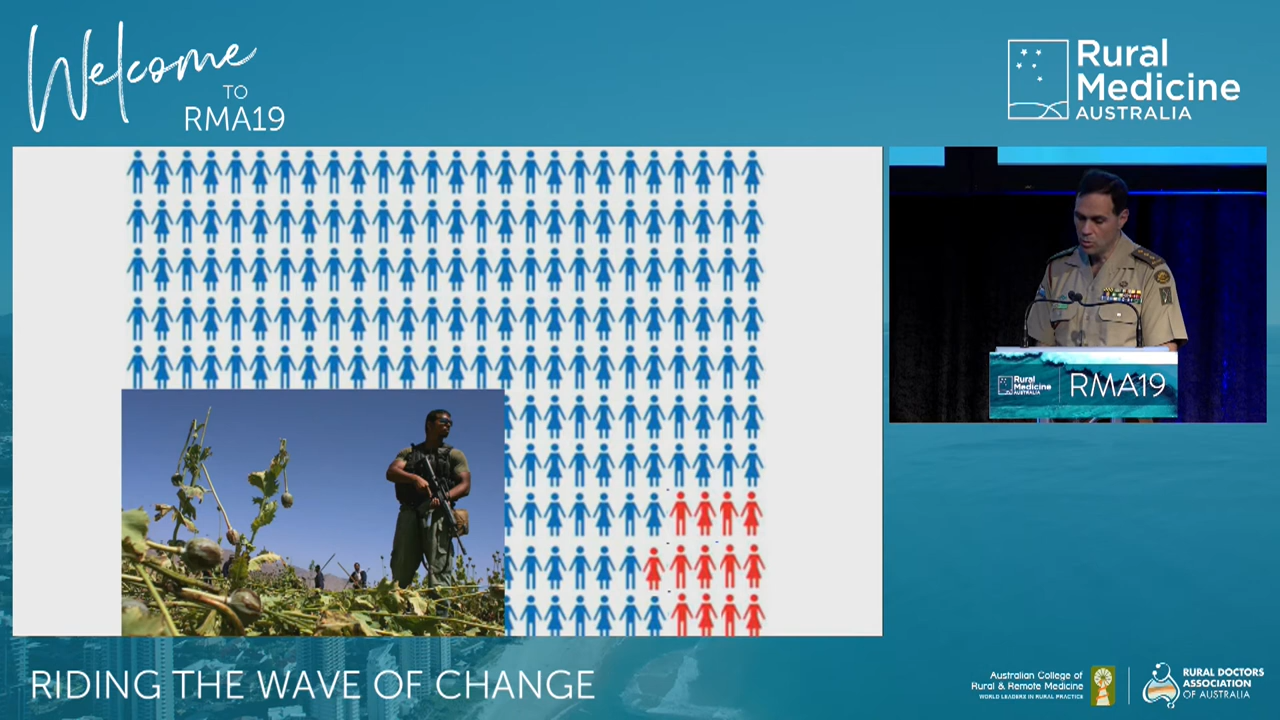 Welcome
TO
RMA19
Rural
Medicine
AUSTRALIA
Rural
Medicine
AUSTRALIA
RMA19
RIDING THE WAVE OF CHANGE
Australian College of
Rural & Remote Medicine
WORLD LEADERS IN RURAL PRACTICE
RURAL DOCTORS
ASSOCIATION
OF AUSTRALIA